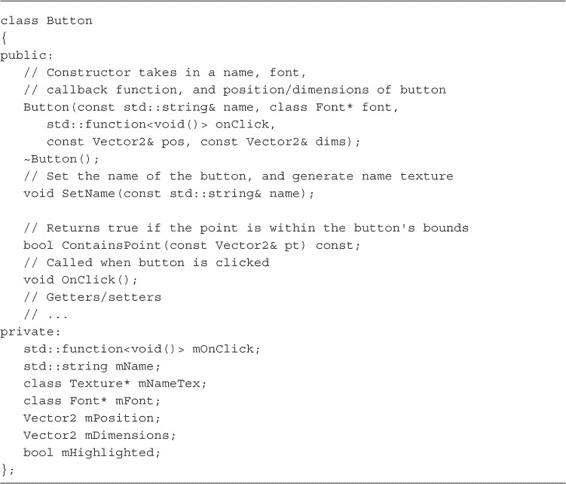 class Button
{
public:
   // Constructor takes in a name, font,
   // callback function, and position/dimensions of button
   Button(const std::string& name, class Font* font,
      std::function<void()> onClick,
      const Vector2& pos, const Vector2& dims);
   ~Button();
   // Set the name of the button, and generate name texture
   void SetName(const std::string& name);

   // Returns true if the point is within the button's bounds
   bool ContainsPoint(const Vector2& pt) const;
   // Called when button is clicked
   void OnClick();
   // Getters/setters
   // ...
private:
   std::function<void()> mOnClick;
   std::string mName;
   class Texture* mNameTex;
   class Font* mFont;
   Vector2 mPosition;
   Vector2 mDimensions;
   bool mHighlighted;
};